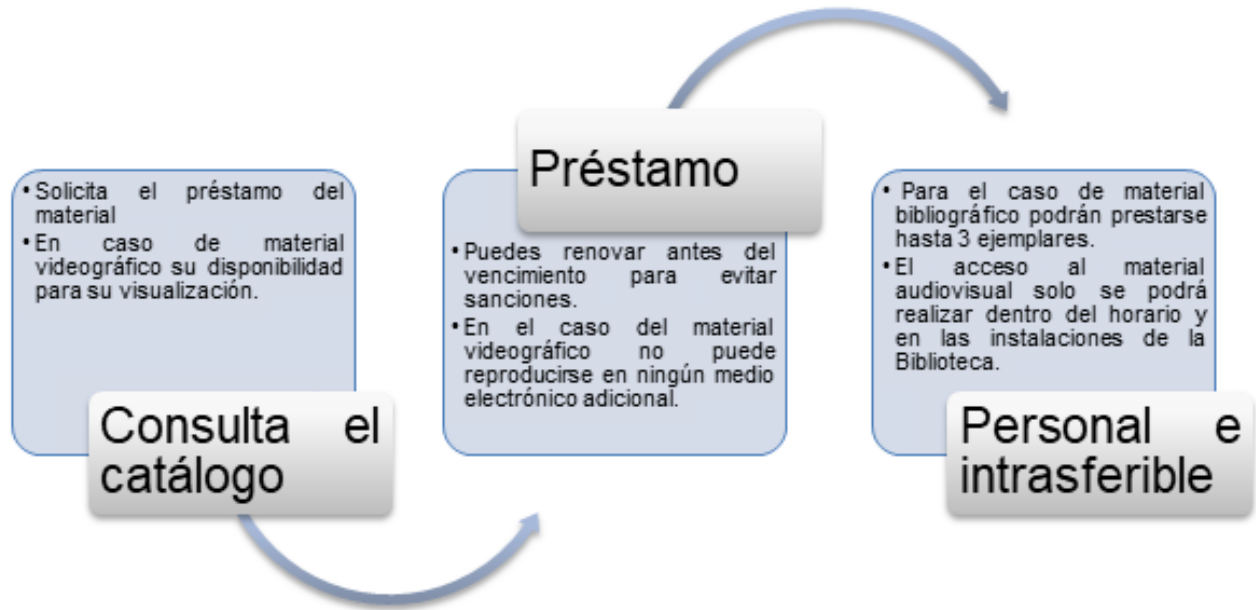 • Solicita el préstamo del
material
• En caso de material
videográfico su disponibilidad
para su visualización.
Consulta el
catálogo
Préstamo
• Puedes renovar antes del
vencimiento para evitar
sanciones.
• En el caso del material
videográfico no puede
reproducirse en ningún medio
electrónico adicional.
• Para el caso de material
bibliográfico podrán prestarse
hasta 3 ejemplares.
• El acceso al material
audiovisual solo se podrá
realizar dentro del horario y
en las instalaciones de la
Biblioteca.
Personal e
intrasferible